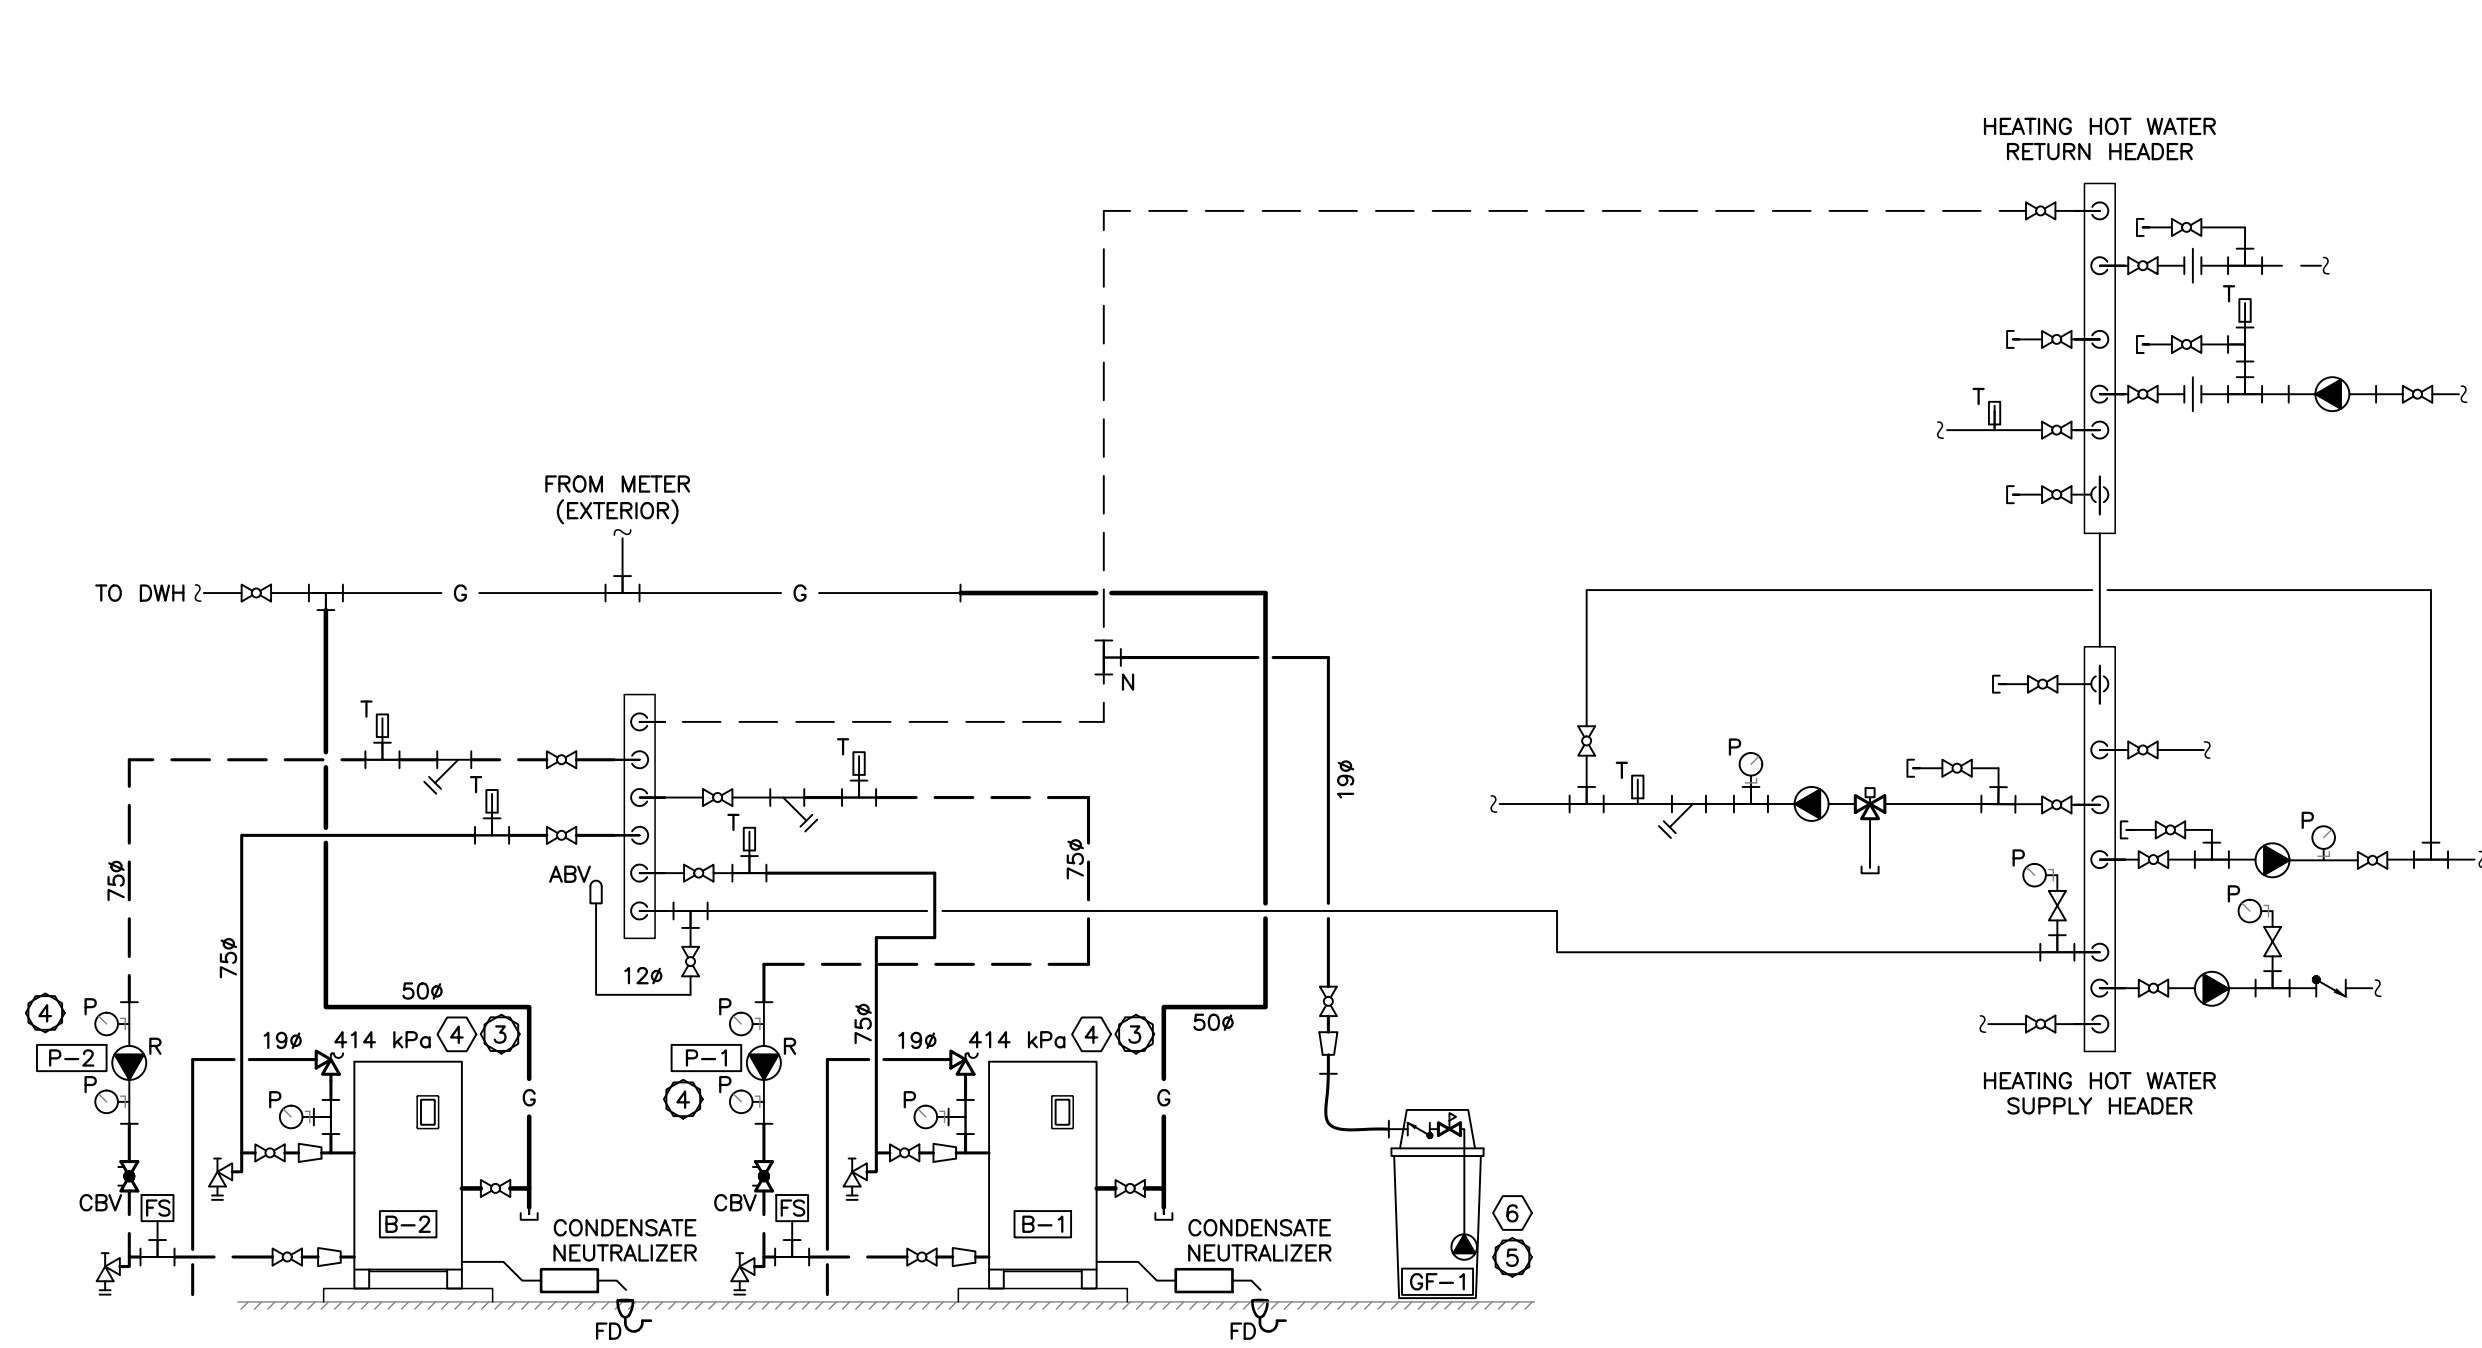 HEATING HOT WATER
RETURN HEADER
T
T
FROM METER
(EXTERIOR)
TO DWH
G
G
N
T
T
T
T
19ø
T
P
P
P
P
ABV
12ø
75ø
75ø
75ø
75ø
50ø
50ø
4
P
P-2
R
P
19ø
414 kPa
4
3
P
G
CBV
FS
B-2
CONDENSATE
NEUTRALIZER
FD
P
P-1
R
P
4
19ø
414 kPa
4
3
P
G
CBV
FS
B-1
CONDENSATE
NEUTRALIZER
FD
GF-1
6
5
HEATING HOT WATER
SUPPLY HEADER